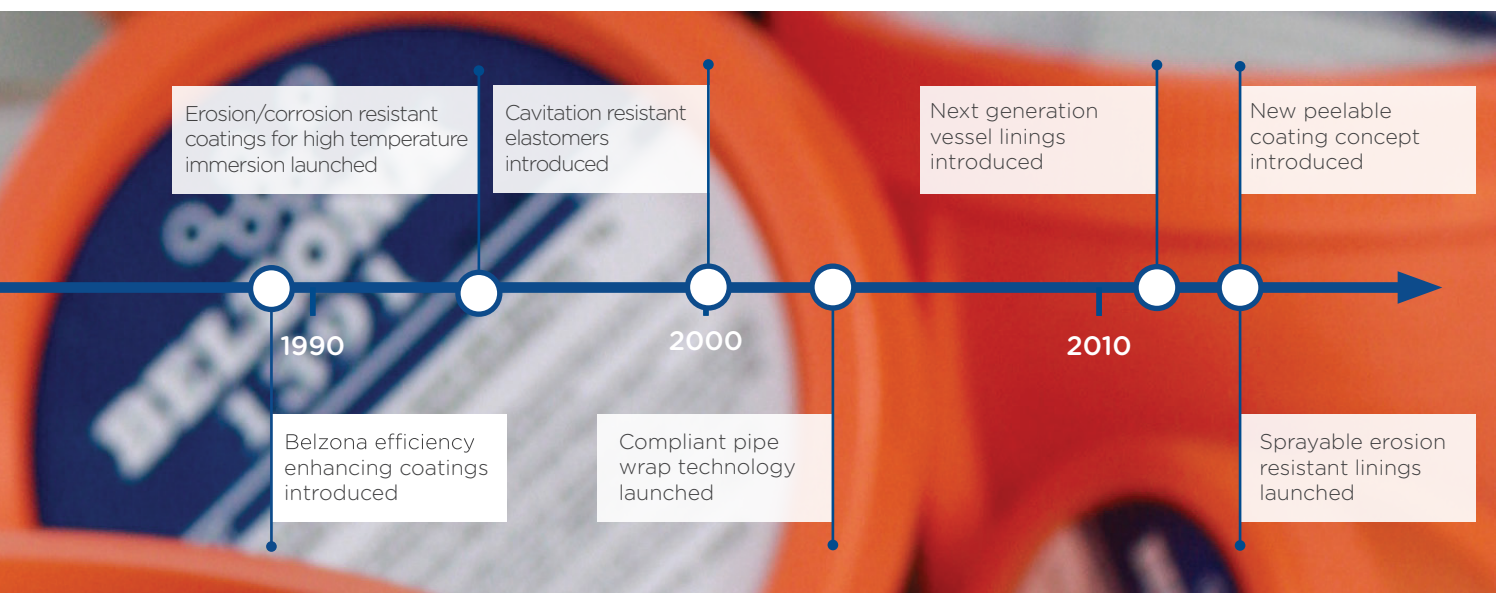 Erosion/corrosion resistant
coatings for high temperature
immersion launched
Cavitation resistant
elastomers
introduced
Next generation
vessel linings
introduced
New peelable
coating concept
introduced
1990
2000
2010
Belzona efficiency
enhancing coatings
introduced
Compliant pipe
wrap technology
launched
Sprayable erosion
resistant linings
launched
BELZONA
1301